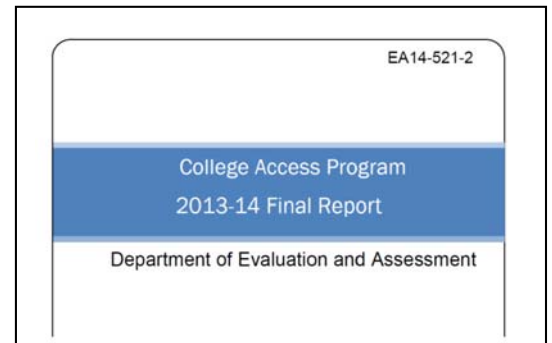 EA14-521-2
College Access Program
2013-14 Final Report
Department of Evaluation and Assessment